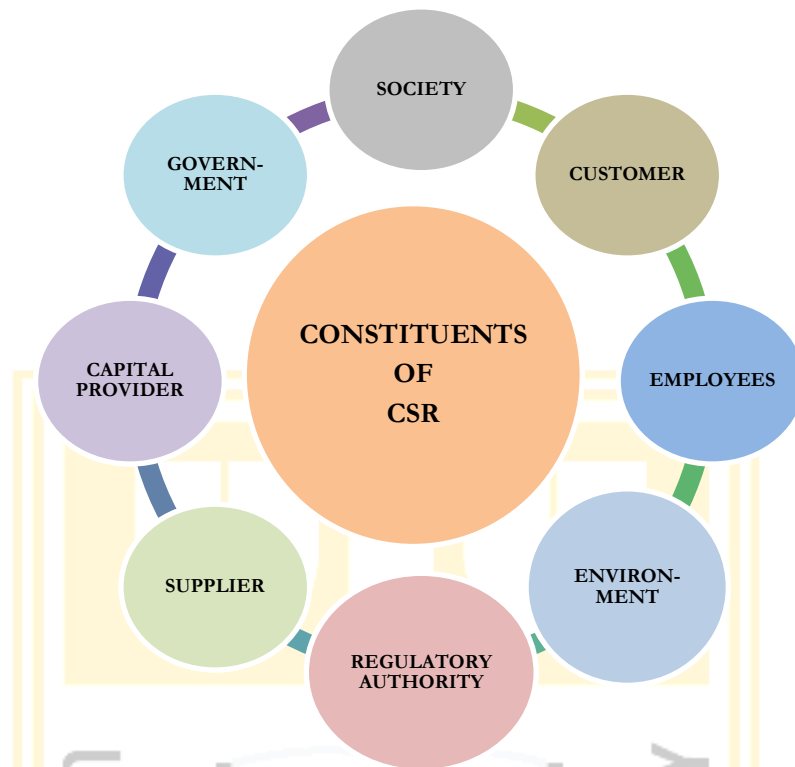 SOCIETY
CUSTOMER
EMPLOYEES
ENVIRON-
MENT
REGULATORY
AUTHORITY
SUPPLIER
CAPITAL
PROVIDER
GOVERN-
MENT
CONSTITUENTS
OF
CSR